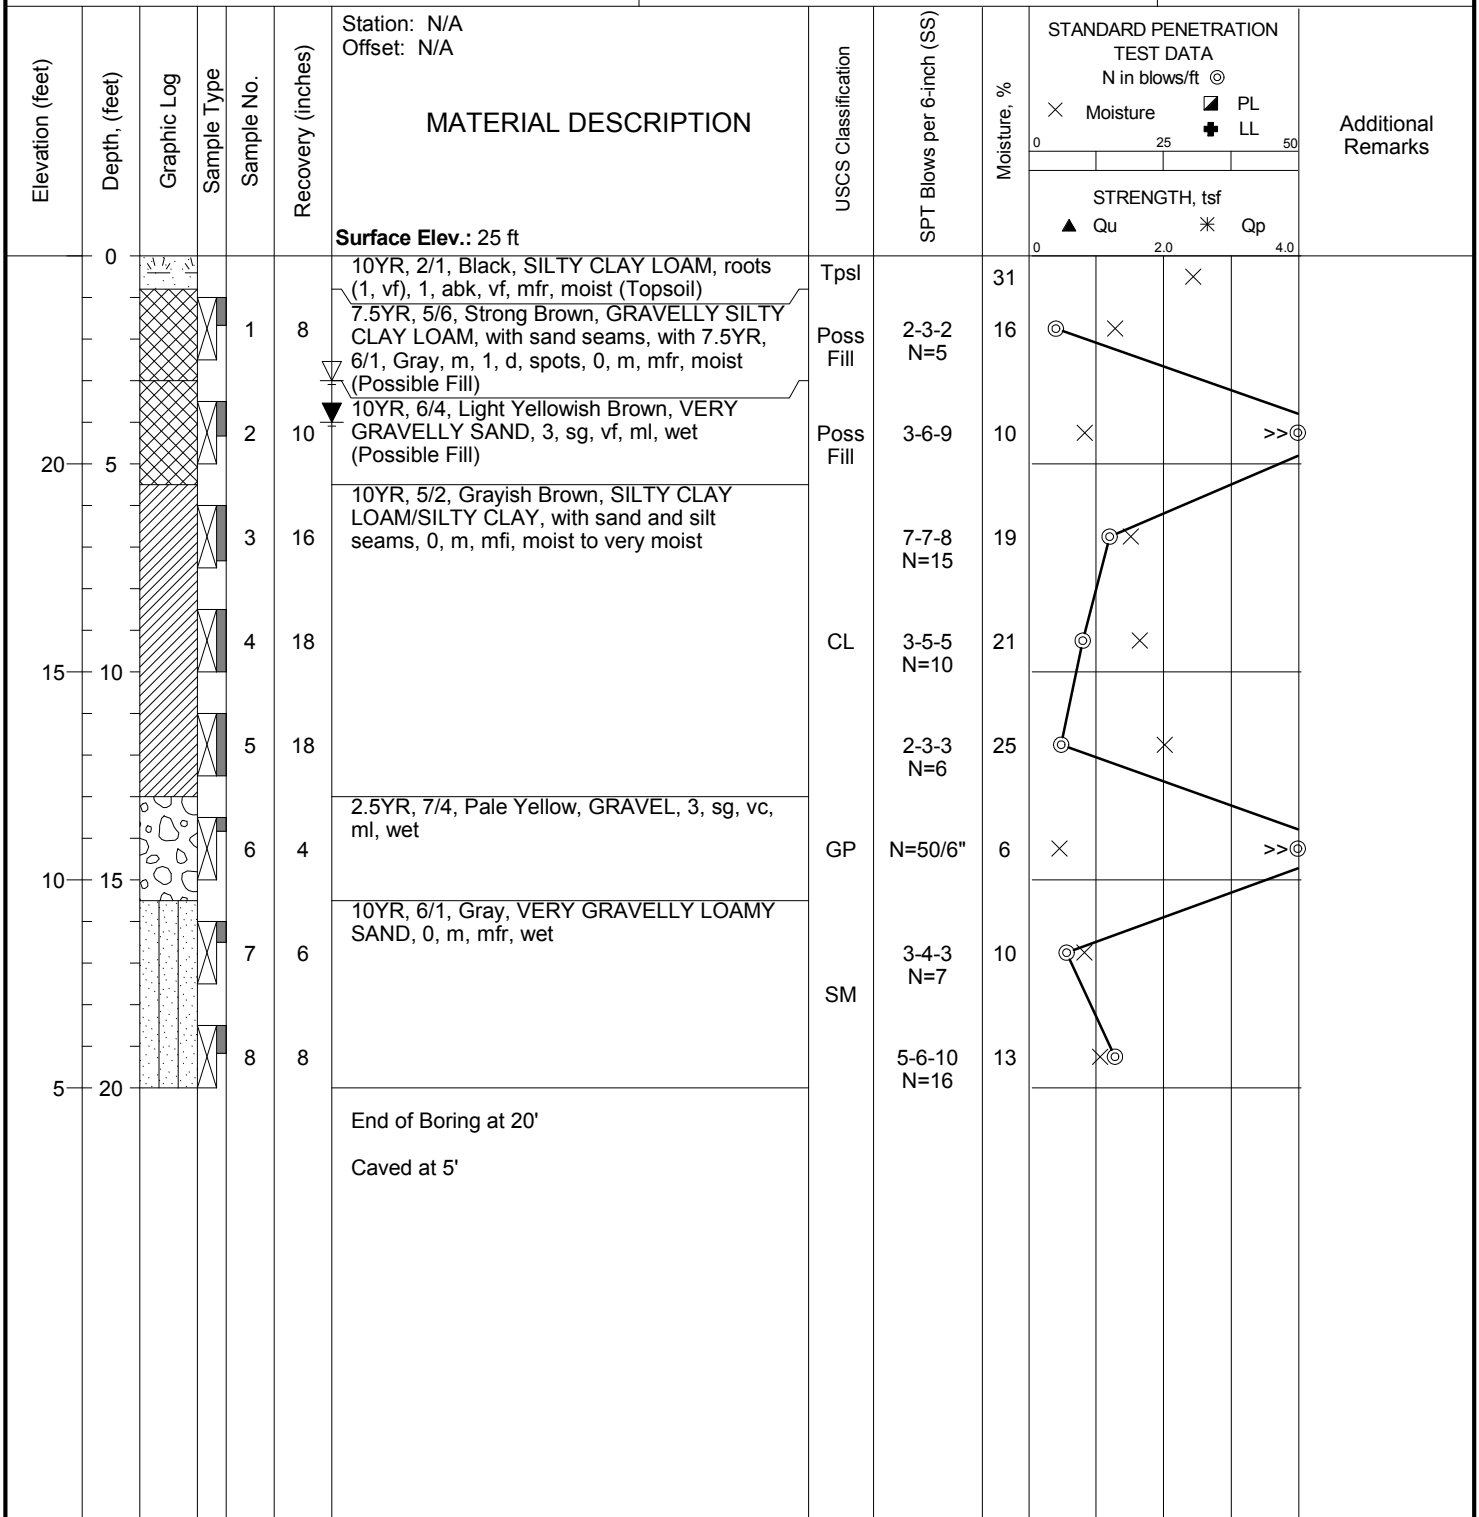 Station: N/A
Offset: N/A
Elevation (feet)
Depth, (feet)
Graphic Log
Sample Type
Sample No.
Recovery (inches)
MATERIAL DESCRIPTION
Surface Elev.: 25 ft
USCS Classification
SPT Blows per 6-inch (SS)
Moisture, %
STANDARD PENETRATION
TEST DATA
N in blows/ft
Moisture
PL
LL
0 25 50
STRENGTH, tsf
Qu Qp
0 2.0 4.0
Additional
Remarks
0
10YR, 2/1, Black, SILTY CLAY LOAM, roots
(1, vf), 1, abk, vf, mfr, moist (Topsoil)
Tpsl
31
1
8
7.5YR, 5/6, Strong Brown, GRAVELLY SILTY
CLAY LOAM, with sand seams, with 7.5YR,
6/1, Gray, m, 1, d, spots, 0, m, mfr, moist
(Possible Fill)
Poss
Fill
2-3-2
N=5
16
2
10
10YR, 6/4, Light Yellowish Brown, VERY
GRAVELLY SAND, 3, sg, vf, ml, wet
(Possible Fill)
Poss
Fill
3-6-9
10
>>
20
5
10YR, 5/2, Grayish Brown, SILTY CLAY
LOAM/SILTY CLAY, with sand and silt
seams, 0, m, mfi, moist to very moist
3
16
7-7-8
N=15
19
4
18
CL
3-5-5
N=10
21
15
10
5
18
2-3-3
N=6
25
2.5YR, 7/4, Pale Yellow, GRAVEL, 3, sg, vc,
ml, wet
6
4
GP
N=50/6"
6
>>
10
15
10YR, 6/1, Gray, VERY GRAVELLY LOAMY
SAND, 0, m, mfr, wet
7
6
3-4-3
N=7
10
SM
8
8
5-6-10
N=16
13
5
20
End of Boring at 20'
Caved at 5'